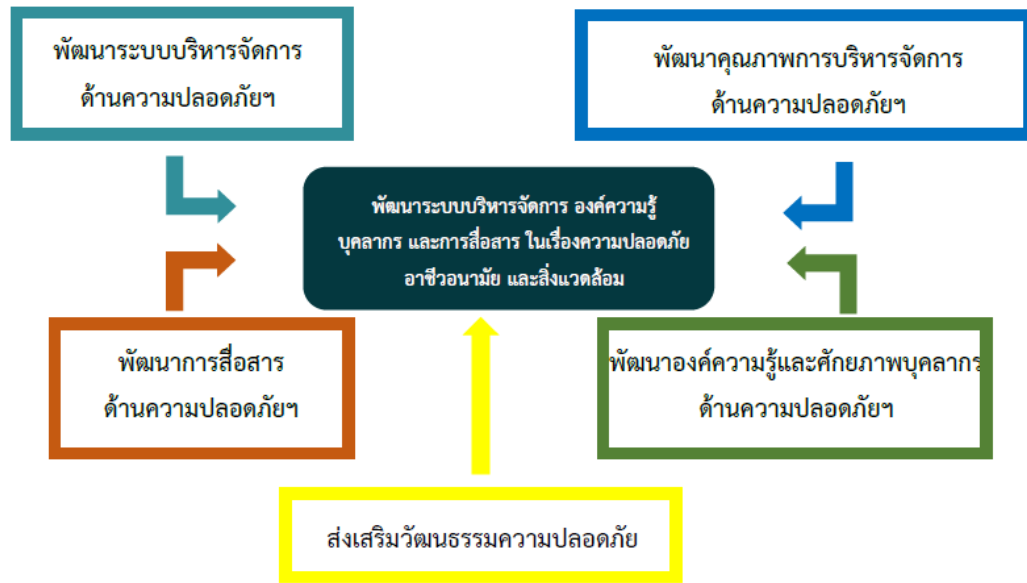 พัฒนาระบบบริหารจัดการ
ด้านความปลอดภัยฯ
พัฒนาคุณภาพการบริหารจัดการ
ด้านความปลอดภัยฯ
พัฒนาระบบบริหารจัดการ องค์ความรู้
บุคลากร และการสื่อสาร ในเรื่องความปลอดภัย
อาชีวอนามัย และสิ่งแวดล้อม
พัฒนาการสื่อสาร
ด้านความปลอดภัยฯ
พัฒนาองค์ความรู้และศักยภาพบุคลากร
ด้านความปลอดภัยฯ
ส่งเสริมวัฒนธรรมความปลอดภัย